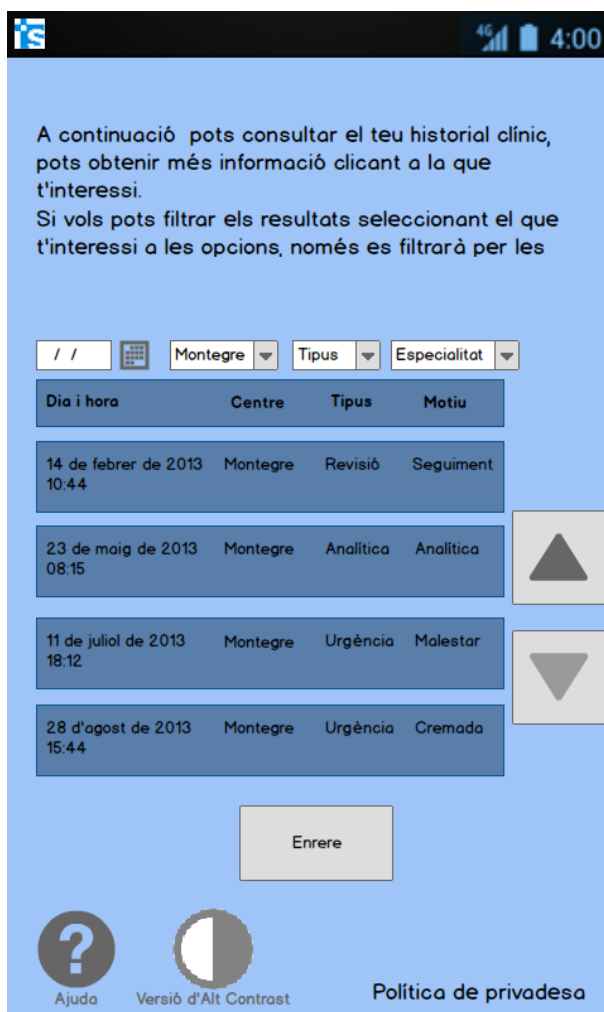 is
4G 4:00
A continuació pots consultar el teu historial clínic,
pots obtenir més informació clicant a la que
t'interessi.
Si vols pots filtrar els resultats seleccionant el que
t'interessi a les opcions, només es filtrarà per les
/ / Montegre Tipus Especialitat
Dia i hora Centre Tipus Motiu
14 de febrer de 2013 Montegre Revisió Seguiment
10:44
23 de maig de 2013 Montegre Analítica Analítica
08:15
11 de juliol de 2013 Montegre Urgència Malestar
18:12
28 d'agost de 2013 Montegre Urgència Cremada
15:44
Enrere
?
Ajuda Versió d'Alt Contrast Política de privadesa